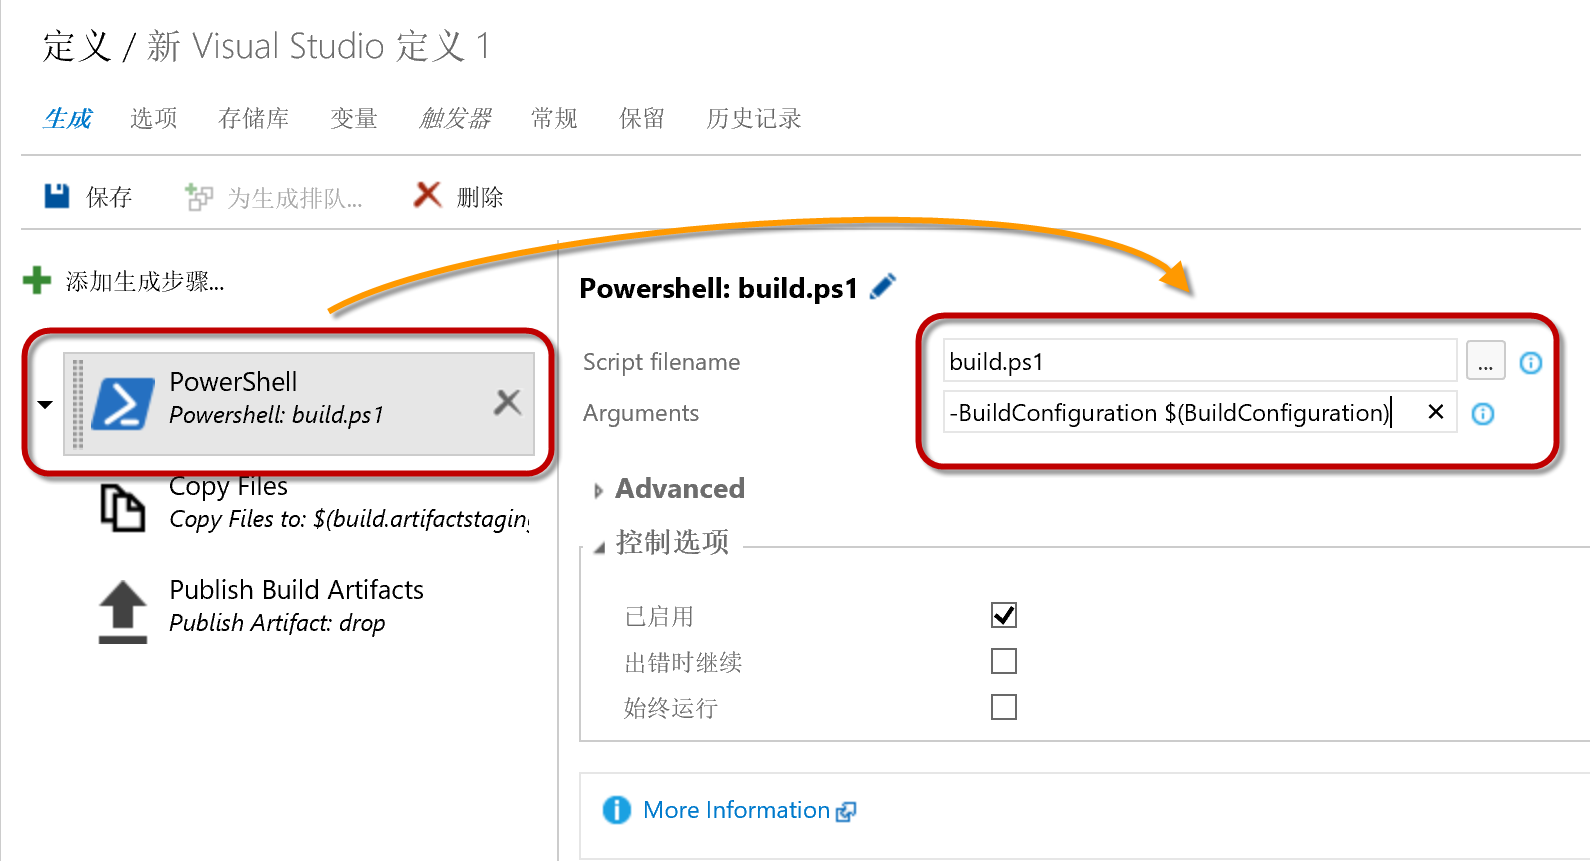 定义 / 新 Visual Studio 定义 1
生成 选项 存储库 变量 触发器 常规 保留 历史记录
保存 为生成排队... 删除
添加生成步骤...
PowerShell
Powershell: build.ps1
Copy Files
Copy Files to: $(build.artifactstaging
Publish Build Artifacts
Publish Artifact: drop
Powershell: build.ps1
Script filename build.ps1 ...
Arguments -BuildConfiguration $(BuildConfiguration)
Advanced
控制选项
已启用
出错时继续
始终运行
More Information